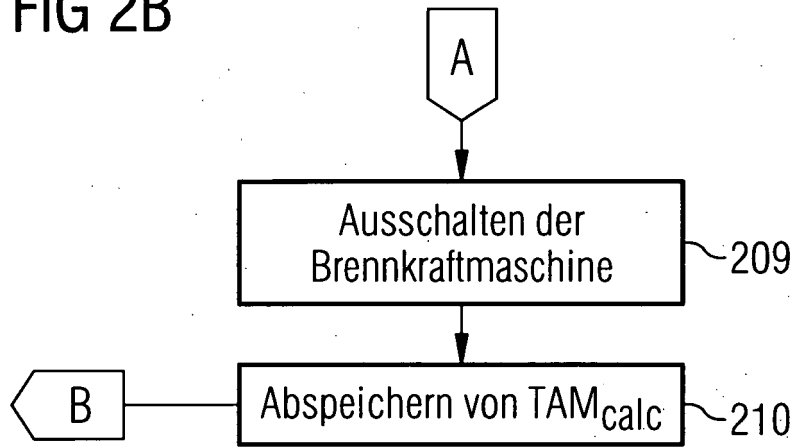 FIG 2B
A
Ausschalten der
Brennkraftmaschine
209
B
Abspeichern von TAMcalc
210